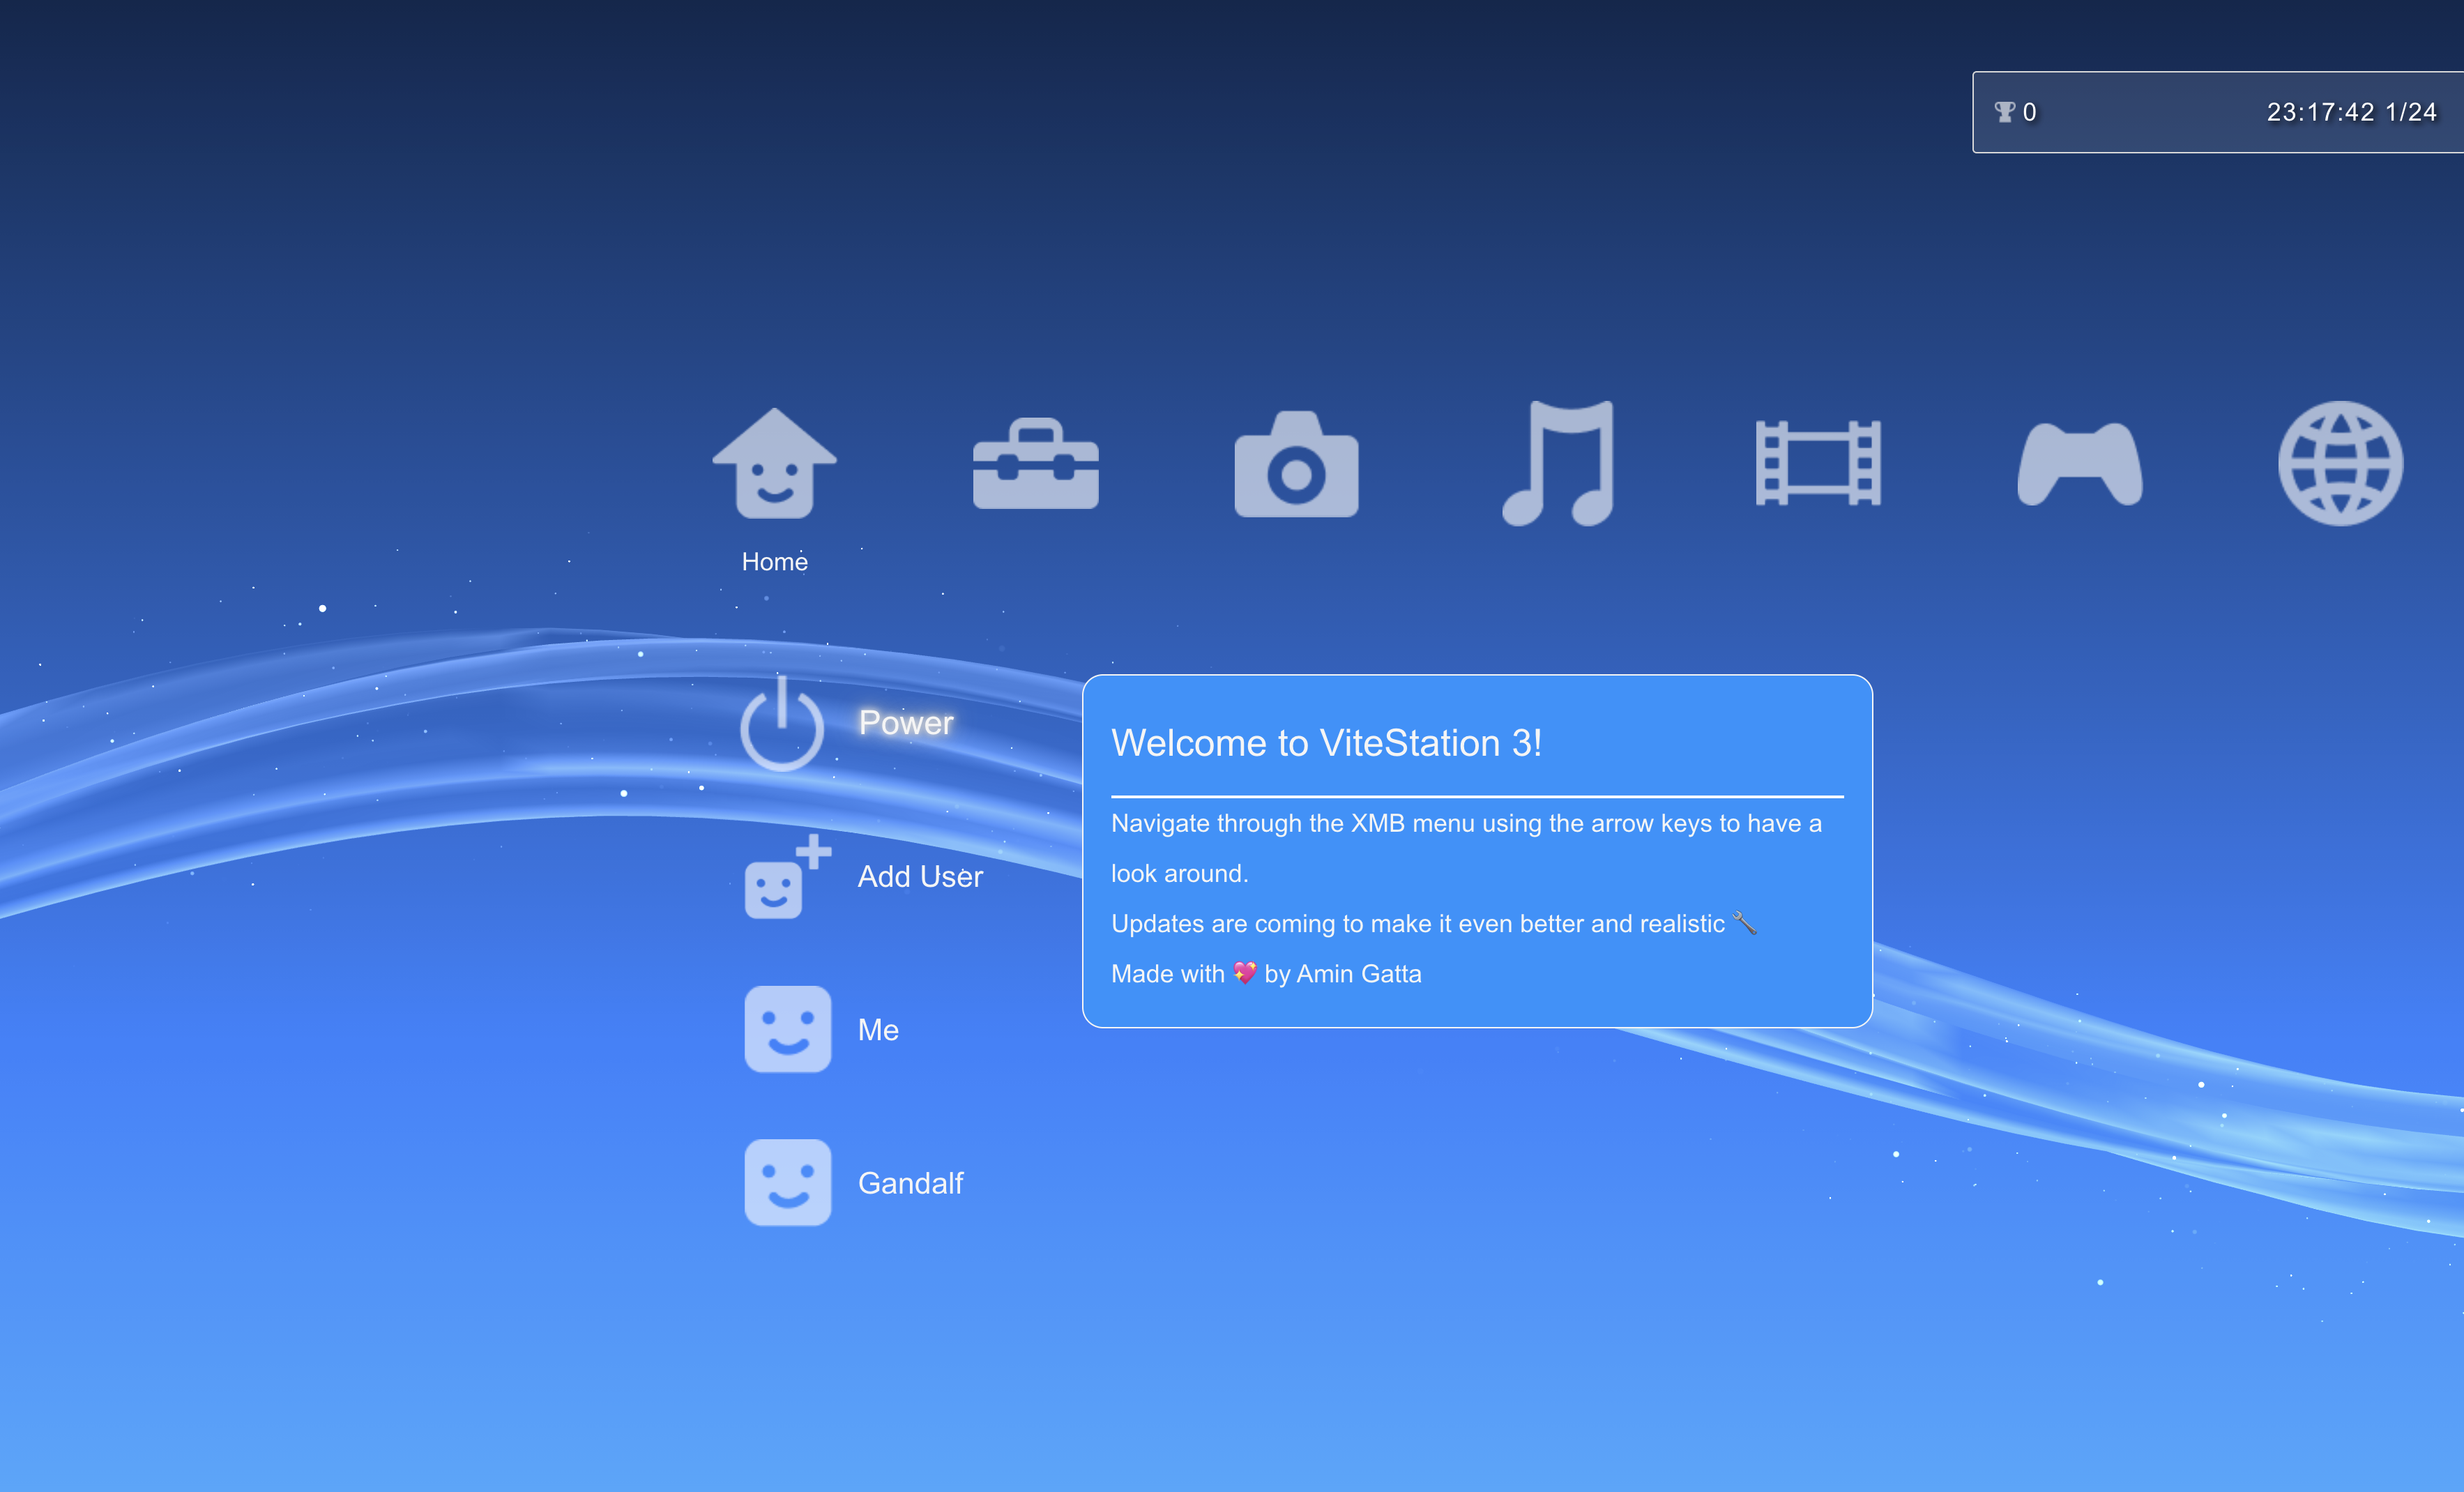 0 23:17:42 1/24
Home
Power
Welcome to ViteStation 3!
Navigate through the XMB menu using the arrow keys to have a
look around.
Updates are coming to make it even better and realistic 🔧
Made with 💖 by Amin Gatta
Add User
Me
Gandalf